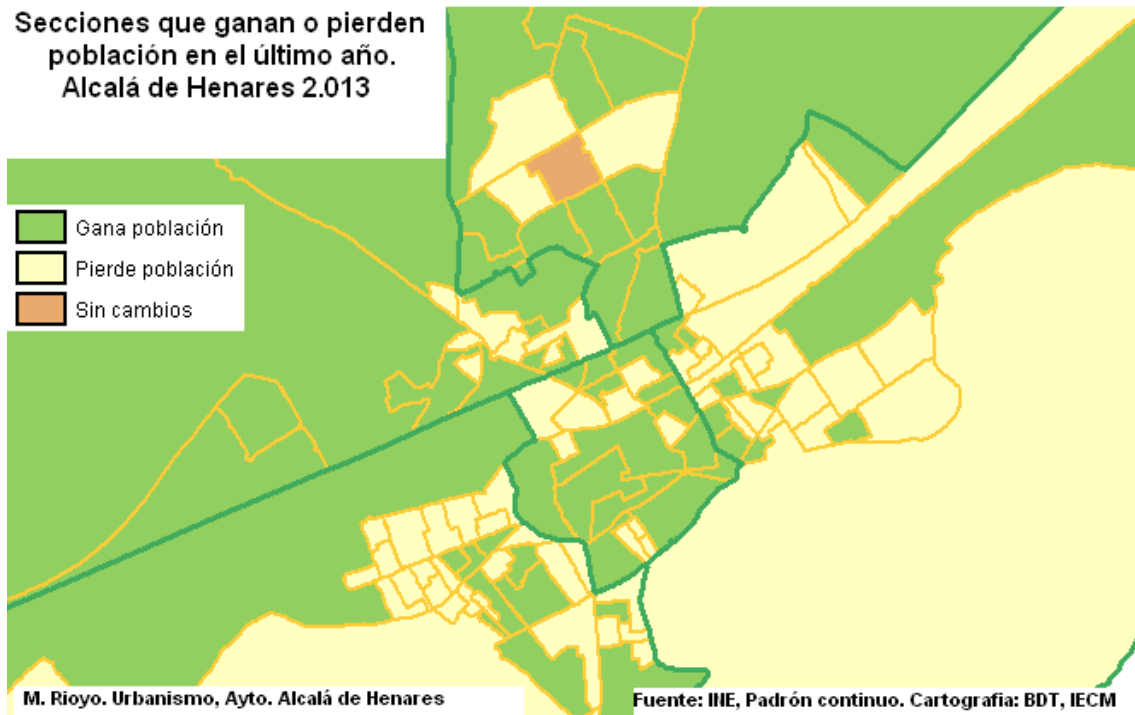 Secciones que ganan o pierden
población en el último año.
Alcalá de Henares 2.013
Gana población
Pierde población
Sin cambios
M. Rioyo. Urbanismo, Ayto. Alcalá de Henares
Fuente: INE, Padrón continuo. Cartografia: BDT, IECM